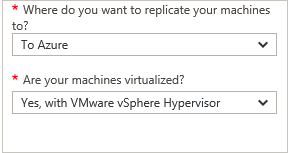 * Where do you want to replicate your machines
to?
To Azure
* Are your machines virtualized?
Yes, with VMware vSphere Hypervisor